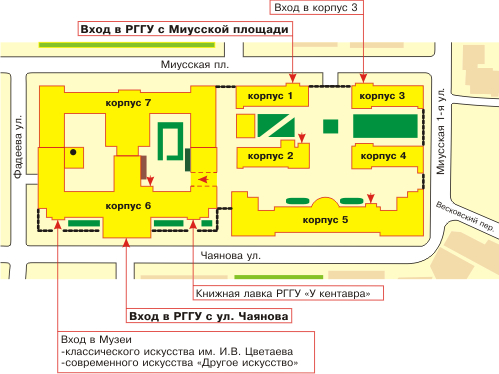 Вход в корпус 3
Вход в РГГУ с Миусской площади
Миусская пл.
корпус 1
корпус 3
корпус 7
Фадеева ул.
Миусская 1-я ул.
корпус 2
корпус 4
корпус 6
корпус 5
Весковский пер.
Чаянова ул.
Книжная лавка РГГУ «У кентавра»
Вход в РГГУ с ул. Чаянова
Вход в Музеи
-классического искусства им. И.В. Цветаева
-современного искусства «Другое искусство»